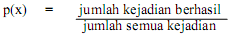 p(x) = jumlah kejadian berhasil
jumlah semua kejadian